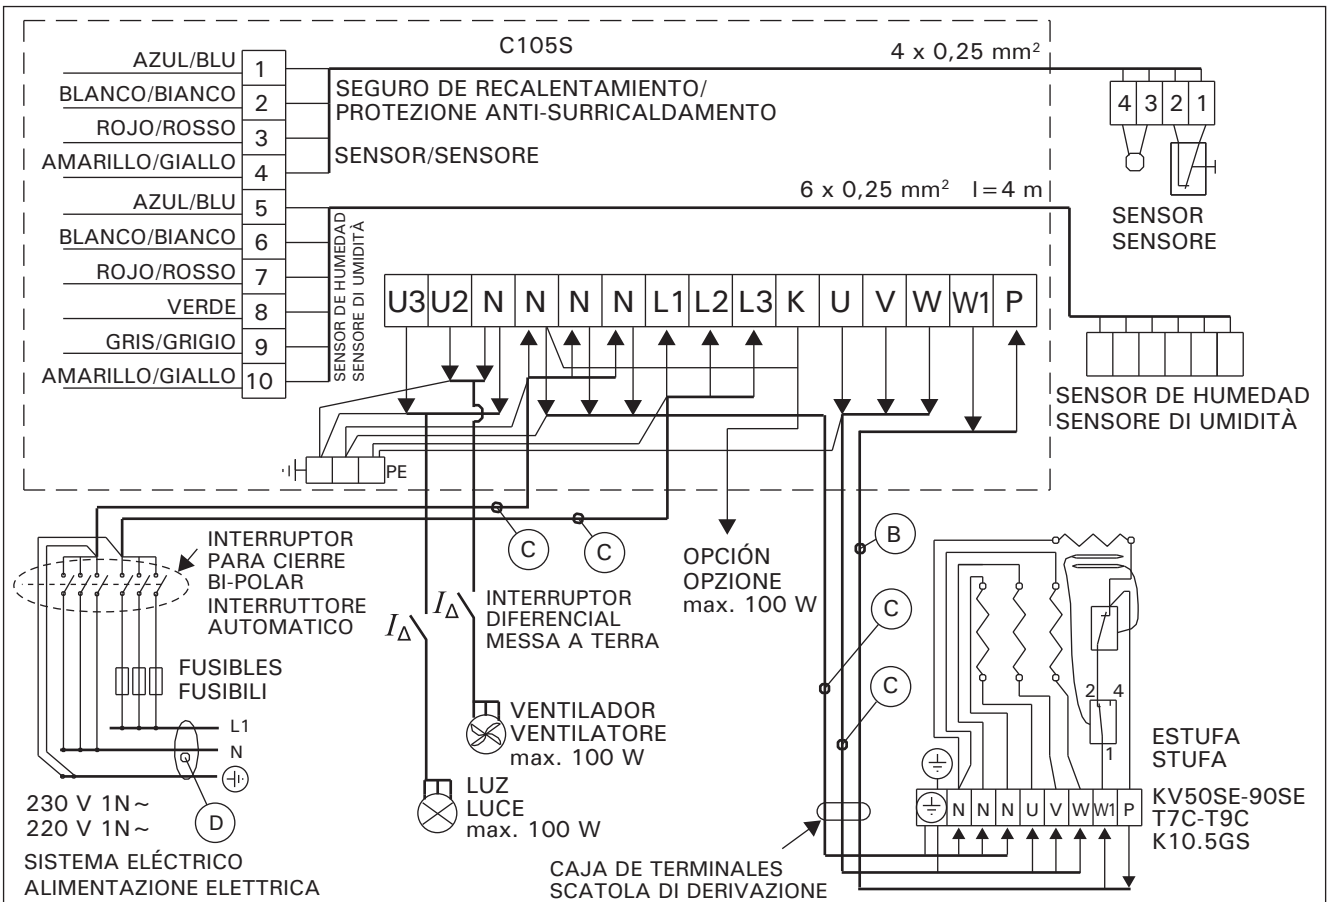 C105S
4 x 0,25 mm²
AZUL/BLU 1
BLANCO/BIANCO 2
ROJO/ROSSO 3
AMARILLO/GIALLO 4
AZUL/BLU 5
BLANCO/BIANCO 6
ROJO/ROSSO 7
VERDE 8
GRIS/GRIGIO 9
AMARILLO/GIALLO 10
SEGURO DE RECALENTAMIENTO/
PROTEZIONE ANTI-SURRICALDAMENTO
SENSOR/SENSORE
4 3 2 1
SENSOR
SENSORE
6 x 0,25 mm² l=4 m
SENSOR DE HUMEDAD
SENSORE DI UMIDITÀ
U3 U2 N N N N L1 L2 L3 K U V W W1 P
SENSOR DE HUMEDAD
SENSORE DI UMIDITÀ
PE
C
C
B
C
C
INTERRUPTOR
PARA CIERRE
BI-POLAR
INTERRUTTORE
AUTOMATICO
IΔ
IΔ
INTERRUPTOR
DIFERENCIAL
MESSA A TERRA
OPCIÓN
OPZIONE
max. 100 W
FUSIBLES
FUSIBILI
L1
N
D
230 V 1N~
220 V 1N~
SISTEMA ELÉCTRICO
ALIMENTAZIONE ELETTRICA
VENTILADOR
VENTILATORE
max. 100 W
LUZ
LUCE
max. 100 W
CAJA DE TERMINALES
SCATOLA DI DERIVAZIONE
2 4
1
N N N U V W W1 P
ESTUFA
STUFA
KV50SE-90SE
T7C-T9C
K10.5GS